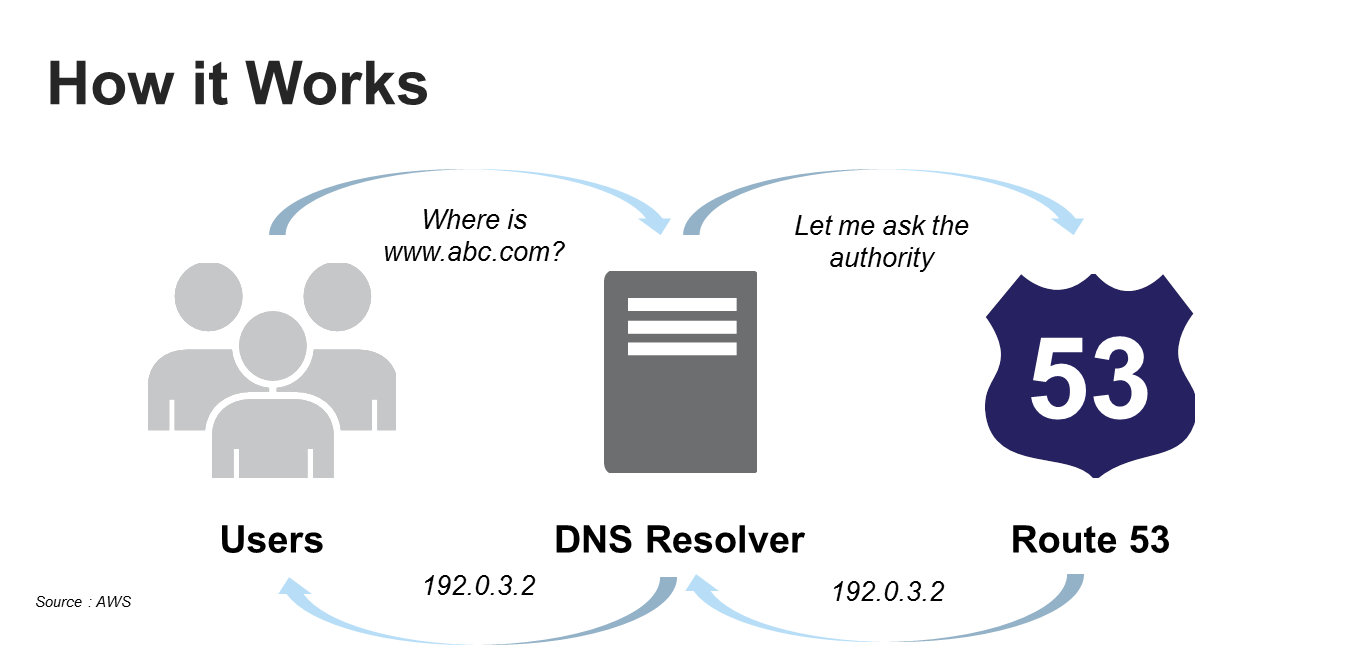 How it Works
Where is
www.abc.com?
Let me ask the
authority
53
Users
DNS Resolver
Route 53
192.0.3.2
192.0.3.2
Source : AWS